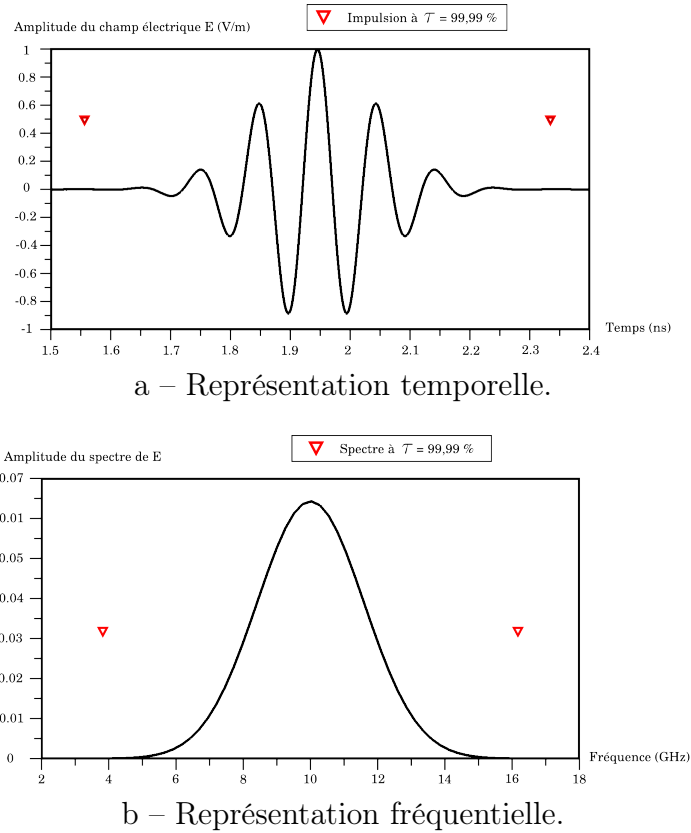 Amplitude du champ électrique E (V/m)
Impulsion à τ = 99,99 %
1
0.8
0.6
0.4
0.2
0
-0.2
-0.4
-0.6
-0.8
-1
1.5 1.6 1.7 1.8 1.9 2 2.1 2.2 2.3 2.4
Temps (ns)
a – Représentation temporelle.
Amplitude du spectre de E
Spectre à τ = 99,99 %
0.07
0.01
0.05
0.04
0.03
0.02
0.01
0
2 4 6 8 10 12 14 16 18
Fréquence (GHz)
b – Représentation fréquentielle.